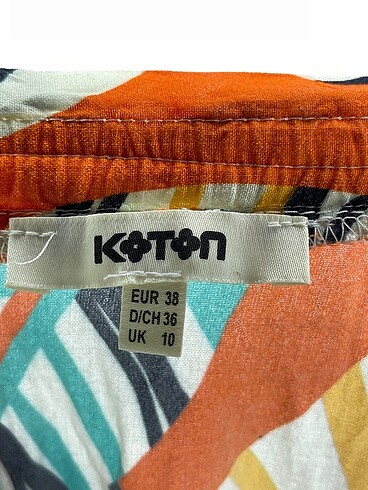 KOTON
EUR 38
D/CH 36
UK 10